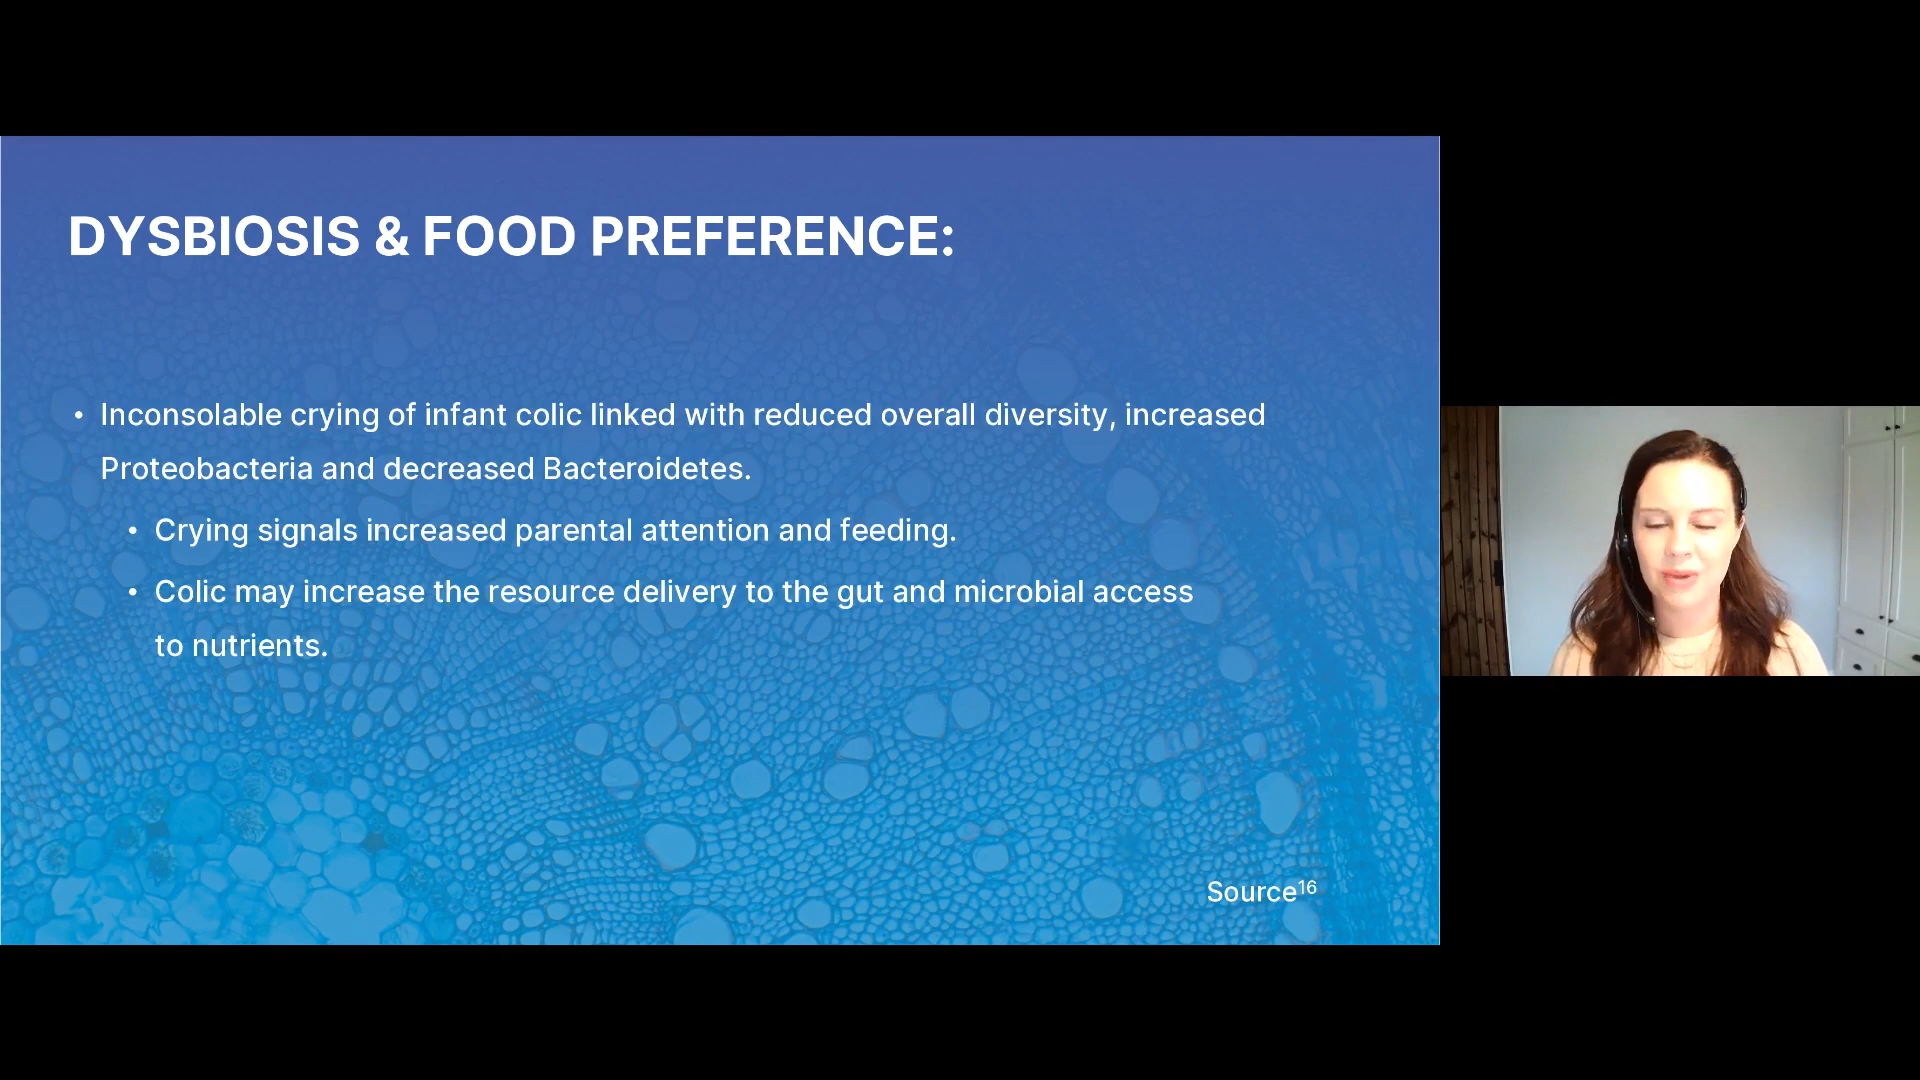 DYSBIOSIS & FOOD PREFERENCE:
• Inconsolable crying of infant colic linked with reduced overall diversity, increased
Proteobacteria and decreased Bacteroidetes.
• Crying signals increased parental attention and feeding.
• Colic may increase the resource delivery to the gut and microbial access
to nutrients.
Source¹⁶